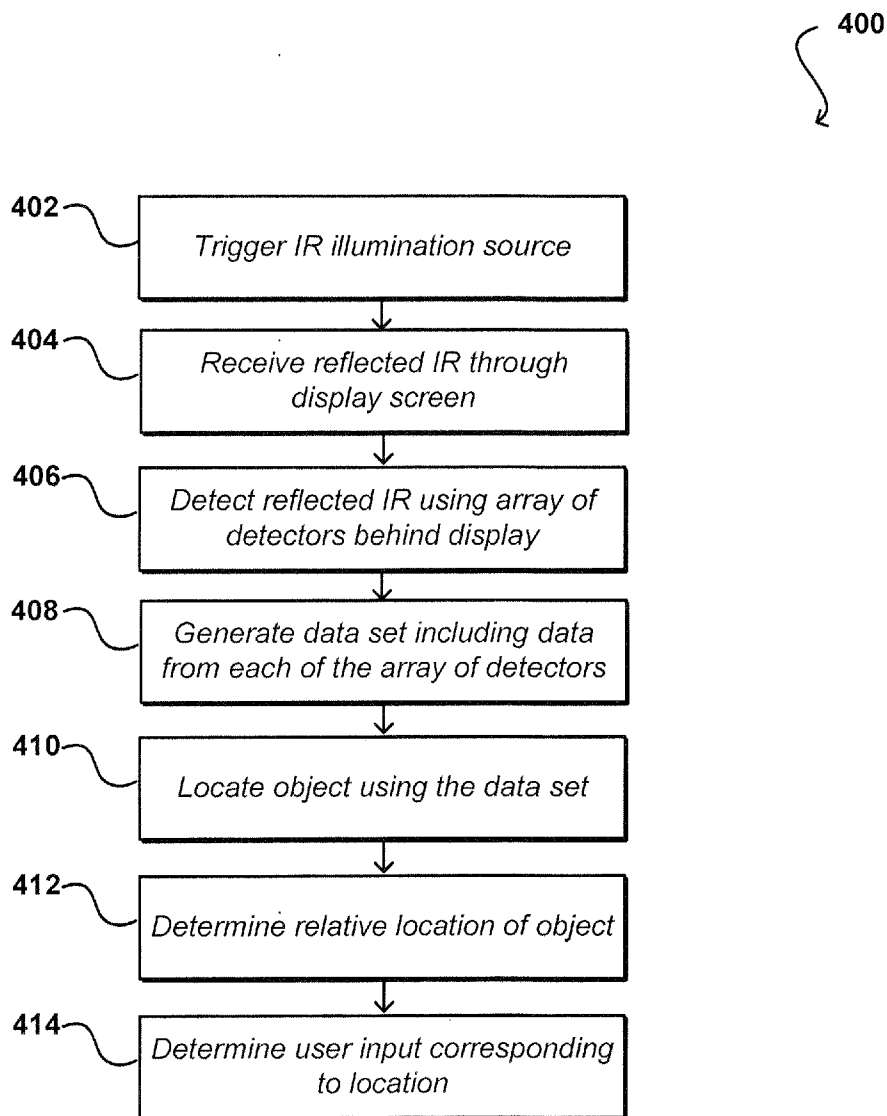 400
402
Trigger IR illumination source
404
Receive reflected IR through
display screen
406
Detect reflected IR using array of
detectors behind display
408
Generate data set including data
from each of the array of detectors
410
Locate object using the data set
412
Determine relative location of object
414
Determine user input corresponding
to location